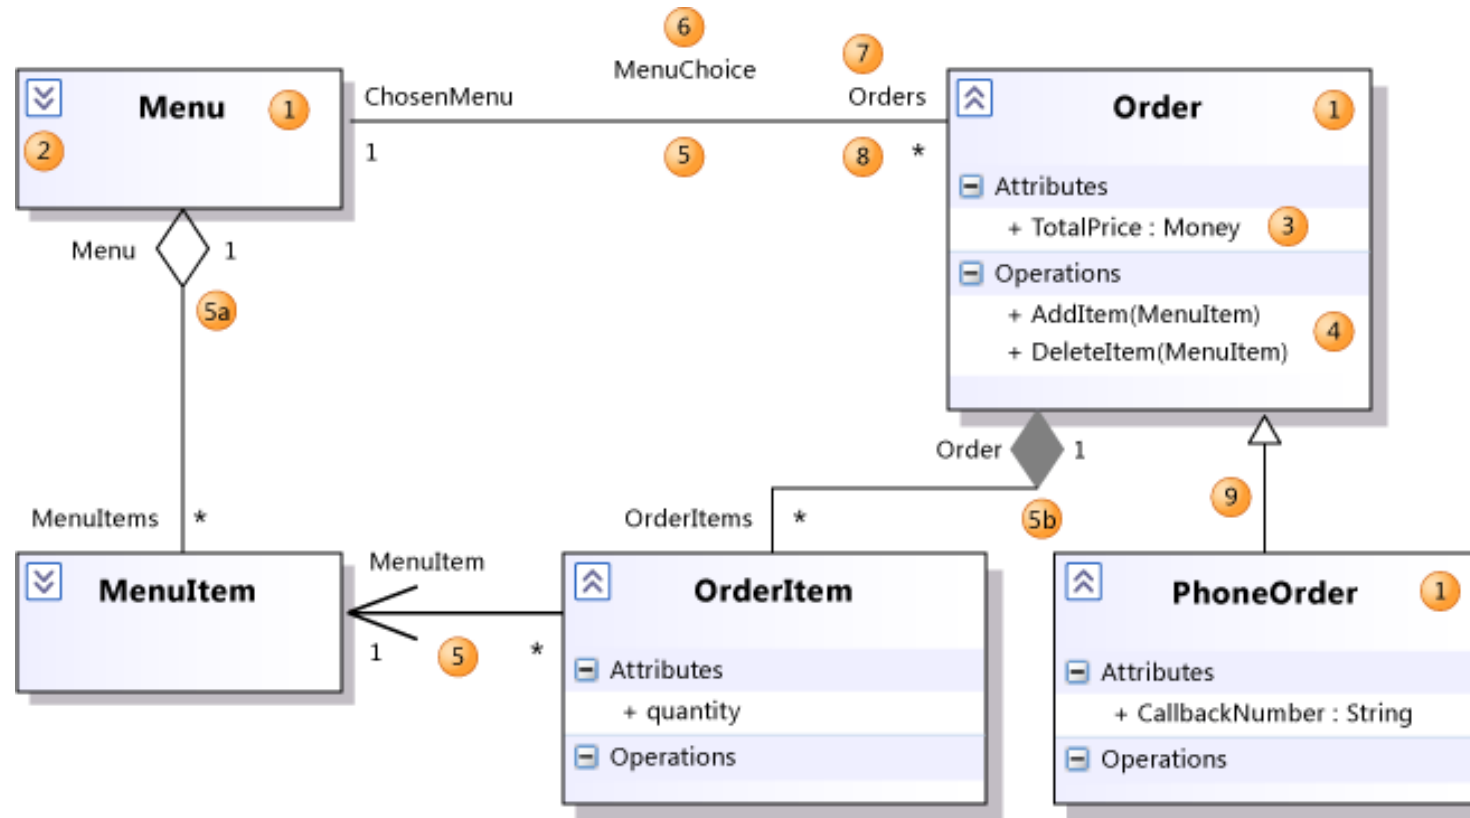 6
MenuChoice
7
Menu
1
ChosenMenu
Orders
Order
1
2
1
5
8
*
Attributes
+ TotalPrice : Money
3
Menu
1
Operations
5a
+ AddItem(MenuItem)
4
+ DeleteItem(MenuItem)
Order
1
9
MenuItems
*
OrderItems
*
5b
MenuItem
MenuItem
OrderItem
PhoneOrder
1
1
5
*
Attributes
+ quantity
Operations
Attributes
+ CallbackNumber : String
Operations